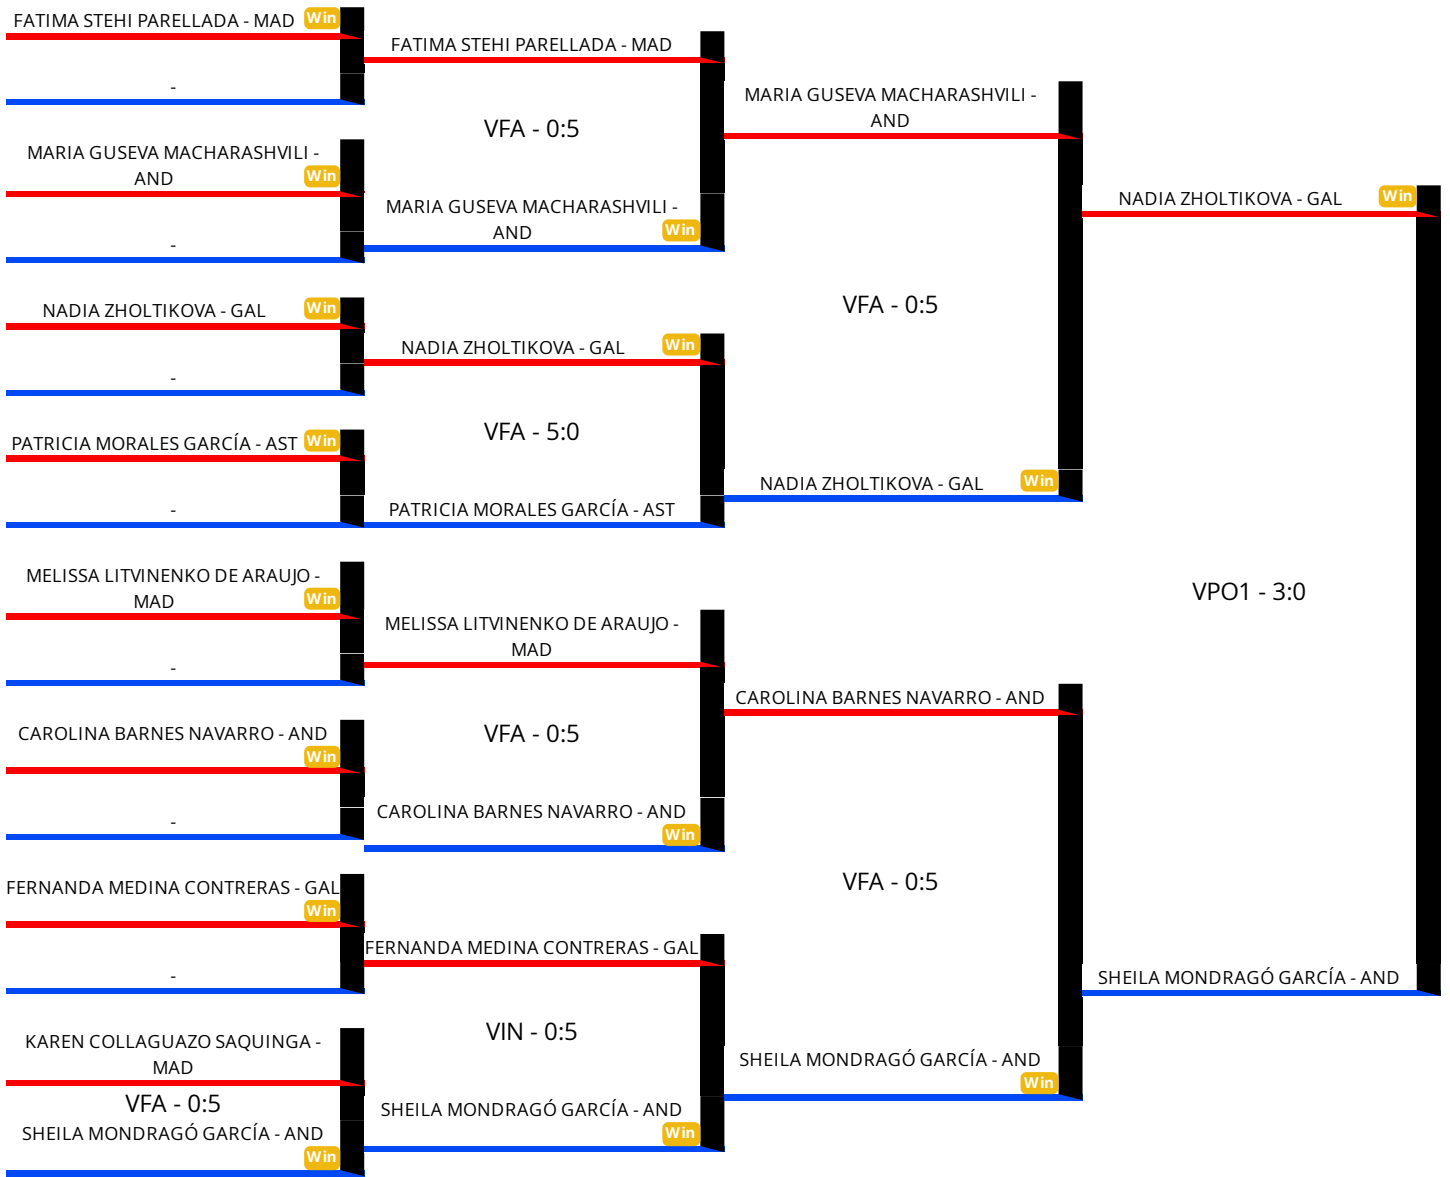 FATIMA STEHI PARELLADA - MAD Win
-
MARIA GUSEVA MACHARASHVILI -
AND Win
-
NADIA ZHOLTIKOVA - GAL Win
-
PATRICIA MORALES GARCÍA - AST Win
-
MELISSA LITVINENKO DE ARAUJO -
MAD Win
-
CAROLINA BARNES NAVARRO - AND
Win
-
FERNANDA MEDINA CONTRERAS - GAL
Win
-
KAREN COLLAGUAZO SAQUINGA -
MAD
VFA - 0:5
SHEILA MONDRAGÓ GARCÍA - AND
Win
FATIMA STEHI PARELLADA - MAD
VFA - 0:5
MARIA GUSEVA MACHARASHVILI -
AND Win
NADIA ZHOLTIKOVA - GAL Win
VFA - 5:0
PATRICIA MORALES GARCÍA - AST
MELISSA LITVINENKO DE ARAUJO -
MAD
VFA - 0:5
CAROLINA BARNES NAVARRO - AND
Win
FERNANDA MEDINA CONTRERAS - GAL
VIN - 0:5
SHEILA MONDRAGÓ GARCÍA - AND
Win
MARIA GUSEVA MACHARASHVILI -
AND
VFA - 0:5
NADIA ZHOLTIKOVA - GAL Win
CAROLINA BARNES NAVARRO - AND
VFA - 0:5
SHEILA MONDRAGÓ GARCÍA - AND
Win
NADIA ZHOLTIKOVA - GAL Win
VPO1 - 3:0
SHEILA MONDRAGÓ GARCÍA - AND